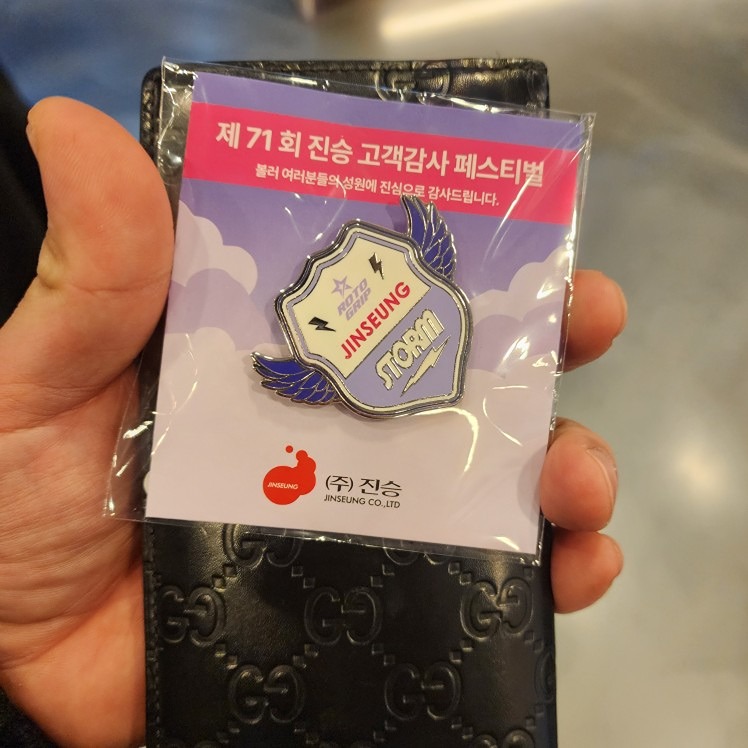 제 71 회 진승 고객감사 페스티벌
볼러 여러분들의 성원에 진심으로 감사드립니다.
ROTO
GRIP
JINSEUNG
STORM
JINSEUNG
(주) 진승
JINSEUNG CO.,LTD